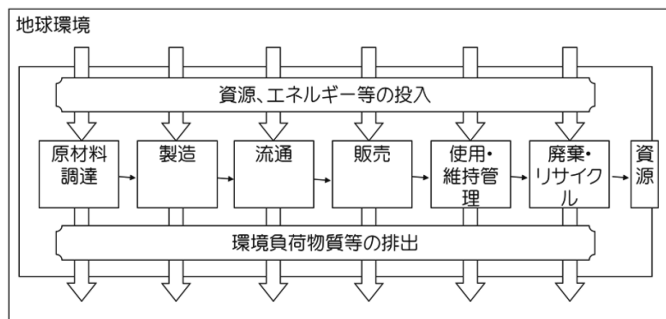 地球環境
資源、エネルギー等の投入
原材料
調達
製造
流通
販売
使用・
維持管
理
廃棄・
リサイク
ル
資
源
環境負荷物質等の排出